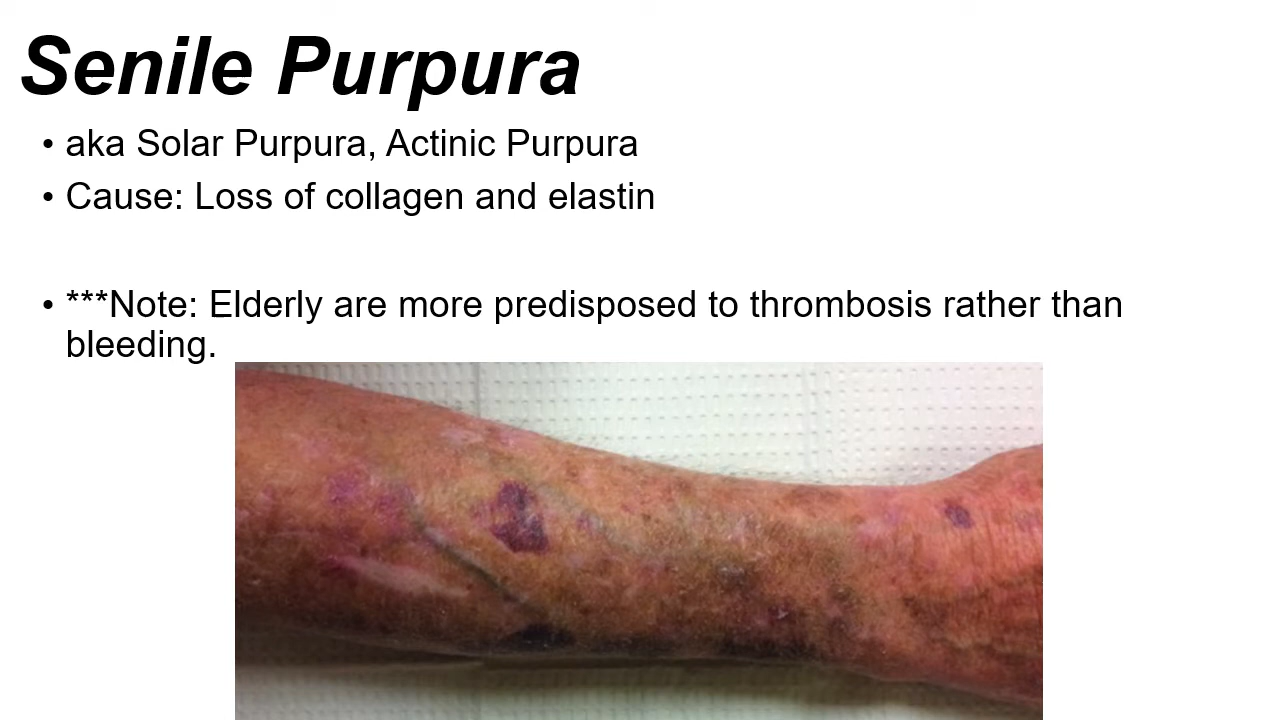 Senile Purpura
• aka Solar Purpura, Actinic Purpura
• Cause: Loss of collagen and elastin
• ***Note: Elderly are more predisposed to thrombosis rather than
bleeding.